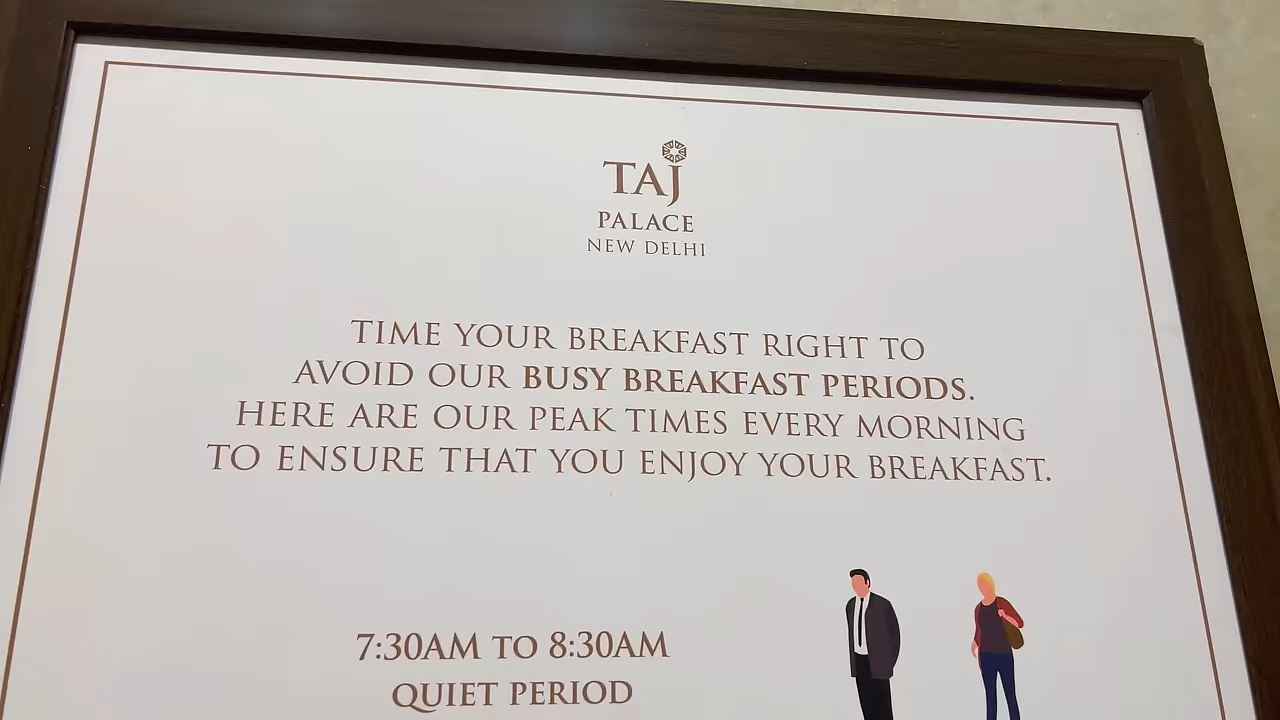 TAJ
PALACE
NEW DELHI
TIME YOUR BREAKFAST RIGHT TO
AVOID OUR BUSY BREAKFAST PERIODS.
HERE ARE OUR PEAK TIMES EVERY MORNING
TO ENSURE THAT YOU ENJOY YOUR BREAKFAST.
7:30AM TO 8:30AM
QUIET PERIOD